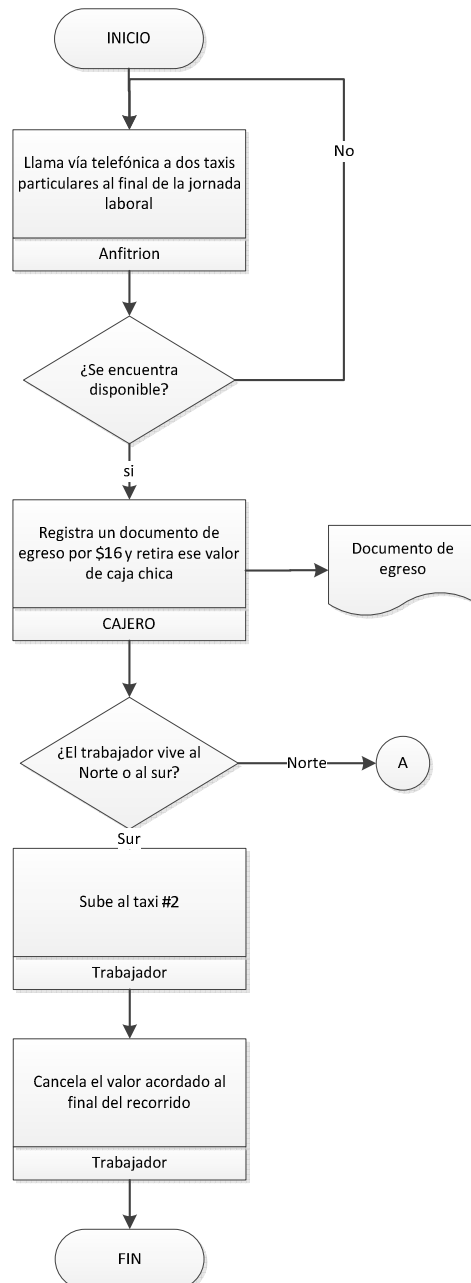 INICIO
No
Llama vía telefónica a dos taxis
particulares al final de la jornada
laboral
Anfitrion
¿Se encuentra
disponible?
si
Registra un documento de
egreso por $16 y retira ese valor
de caja chica
CAJERO
Documento de
egreso
¿El trabajador vive al
Norte o al sur?
Norte
A
Sur
Sube al taxi #2
Trabajador
Cancela el valor acordado al
final del recorrido
Trabajador
FIN